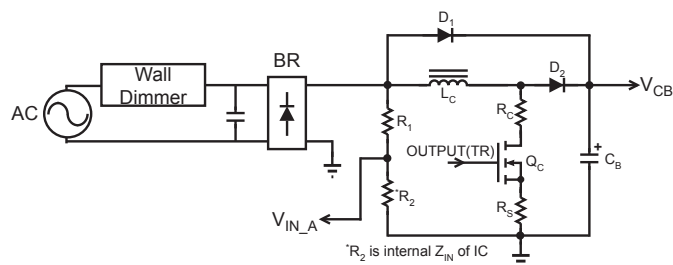 D1
BR
Wall
Dimmer
D2
VCB
LC
AC
R1
RC
OUTPUT(TR)
QC
+
CB
*R2
RS
VIN_A
*R2 is internal ZIN of IC